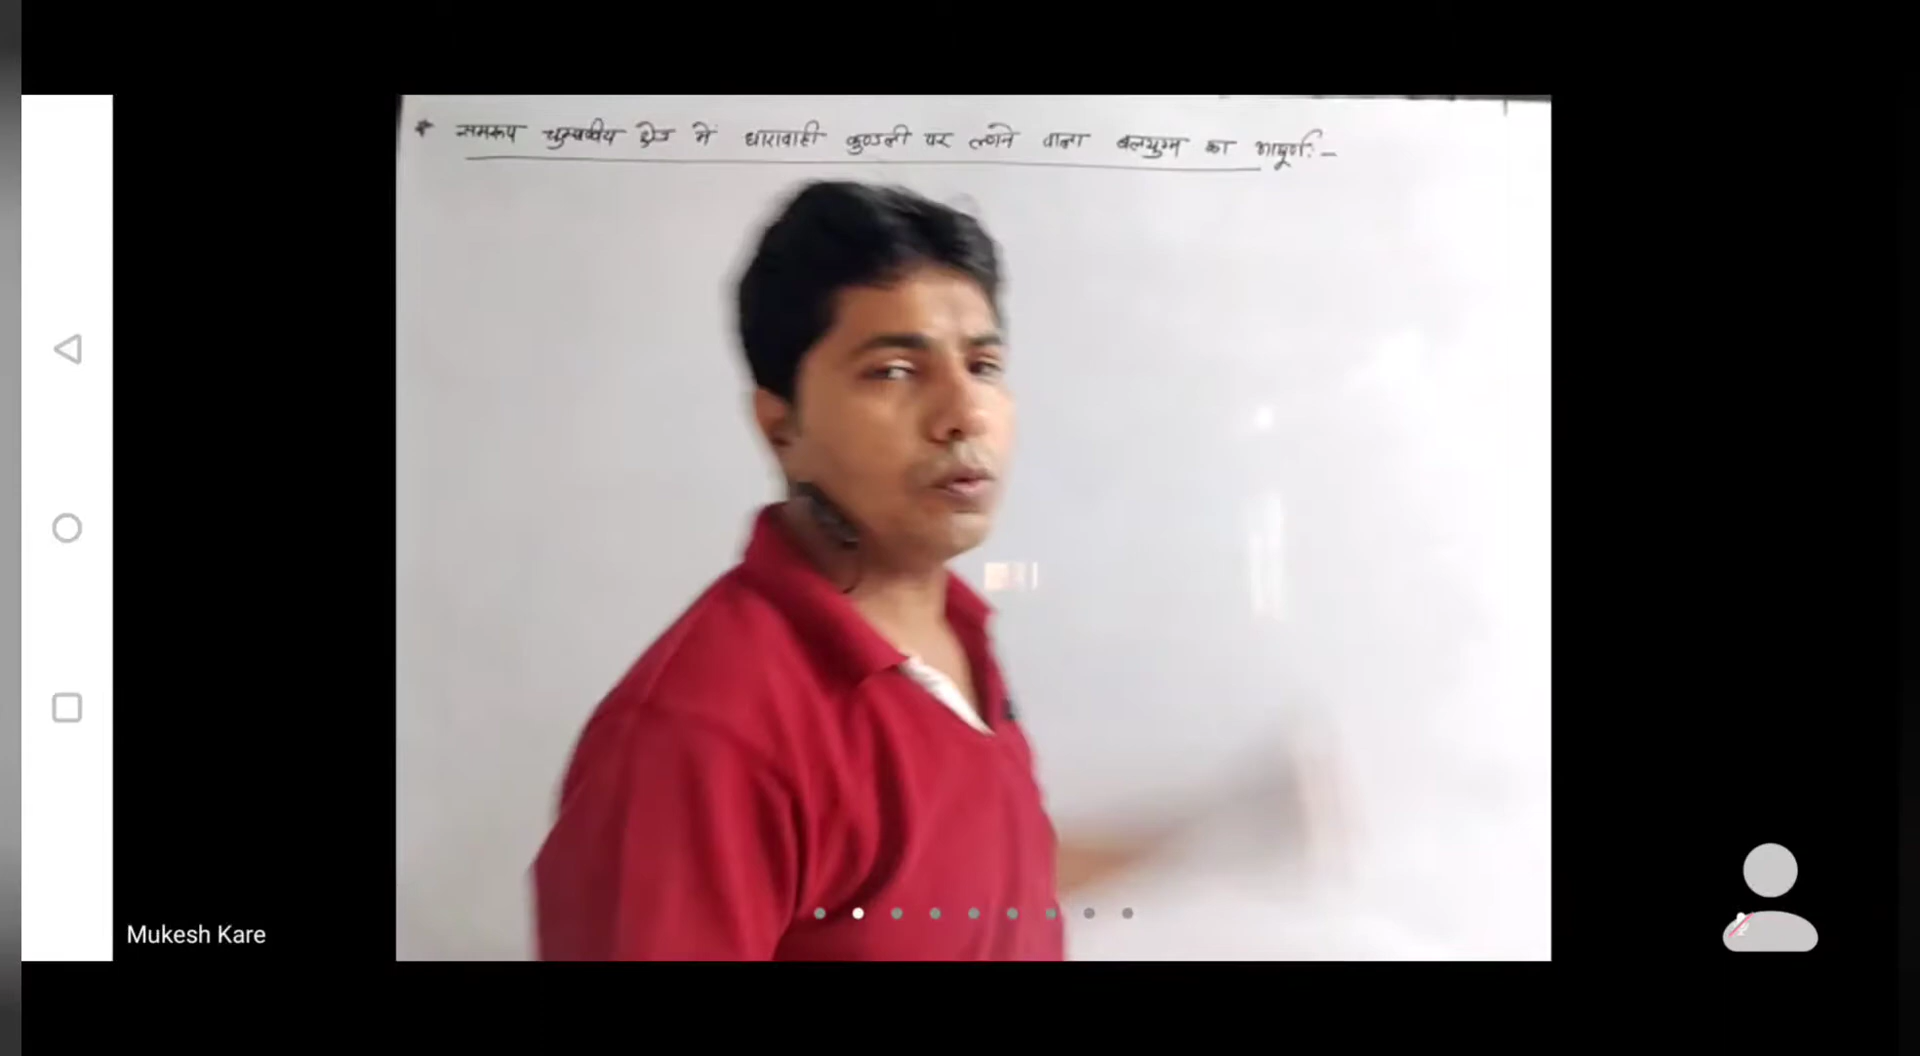 * समरूप चुम्बकीय क्षेत्र में धारावाही कुण्डली पर लगने वाला बलयुग्म का आघूर्ण :-
Mukesh Kare